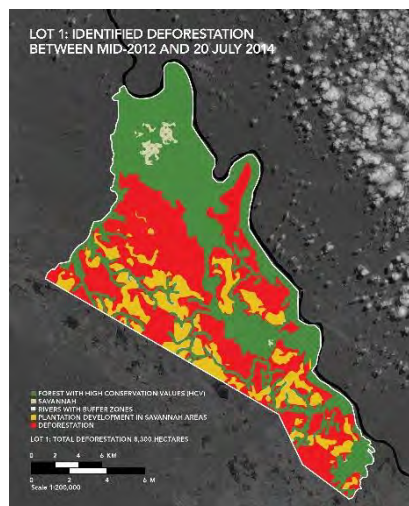 LOT 1: IDENTIFIED DEFORESTATION
BETWEEN MID-2012 AND 20 JULY 2014
FOREST WITH HIGH CONSERVATION VALUES (HCV)
SAVANNAH
RIVERS WITH BUFFER ZONES
PLANTATION DEVELOPMENT IN SAVANNAH AREAS
DEFORESTATION
LOT 1: TOTAL DEFORESTATION 8,300 HECTARES
0 2 4 6 KM
0 2 4 6 M
Scale 1:200,000